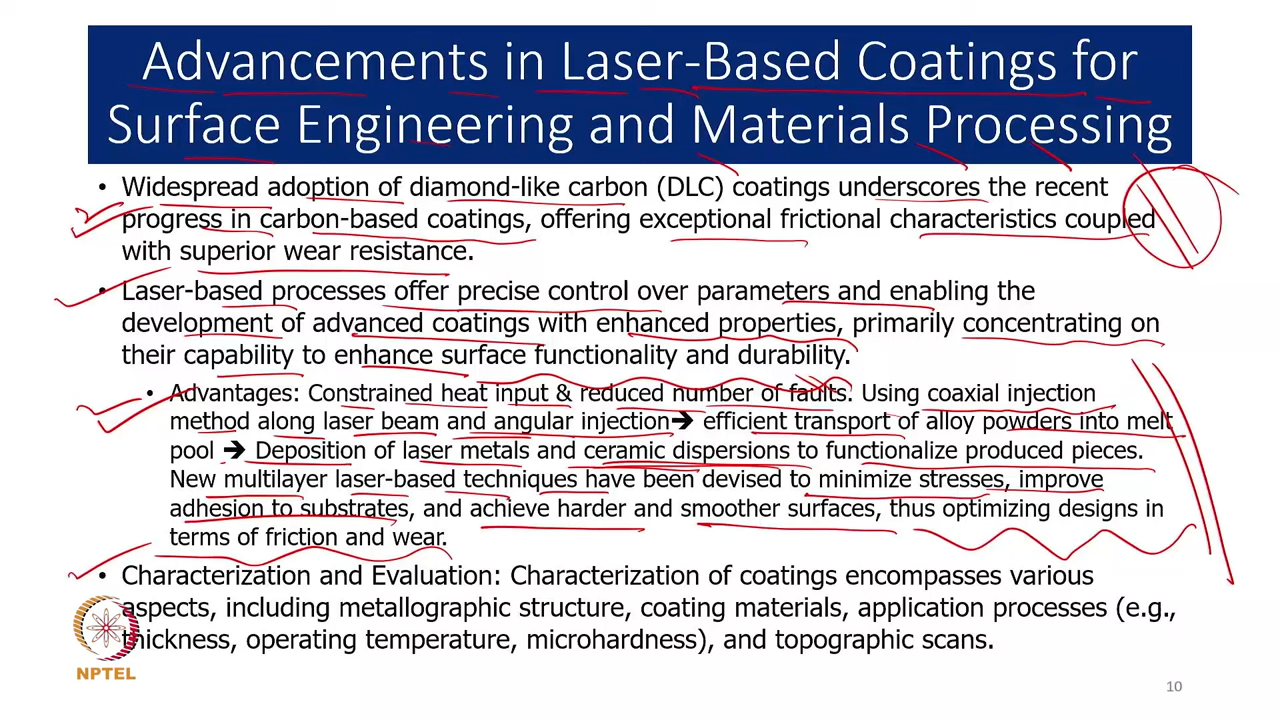 Advancements in Laser-Based Coatings for
Surface Engineering and Materials Processing
• Widespread adoption of diamond-like carbon (DLC) coatings underscores the recent
progress in carbon-based coatings, offering exceptional frictional characteristics coupled
with superior wear resistance.
• Laser-based processes offer precise control over parameters and enabling the
development of advanced coatings with enhanced properties, primarily concentrating on
their capability to enhance surface functionality and durability.
• Advantages: Constrained heat input & reduced number of faults. Using coaxial injection
method along laser beam and angular injection➔ efficient transport of alloy powders into melt
pool ➔ Deposition of laser metals and ceramic dispersions to functionalize produced pieces.
New multilayer laser-based techniques have been devised to minimize stresses, improve
adhesion to substrates, and achieve harder and smoother surfaces, thus optimizing designs in
terms of friction and wear.
• Characterization and Evaluation: Characterization of coatings encompasses various
aspects, including metallographic structure, coating materials, application processes (e.g.,
thickness, operating temperature, microhardness), and topographic scans.
NPTEL
10